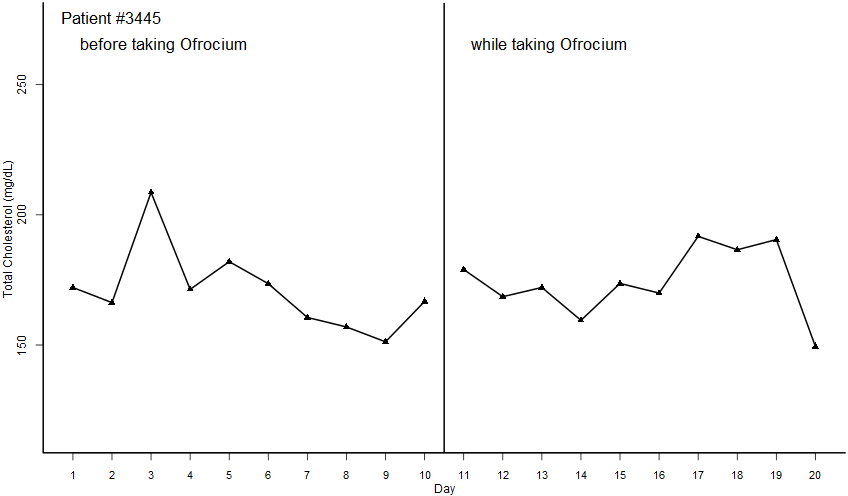 Patient #3445
before taking Ofrocium
while taking Ofrocium
Total Cholesterol (mg/dL)
250
200
150
1 2 3 4 5 6 7 8 9 10 11 12 13 14 15 16 17 18 19 20
Day